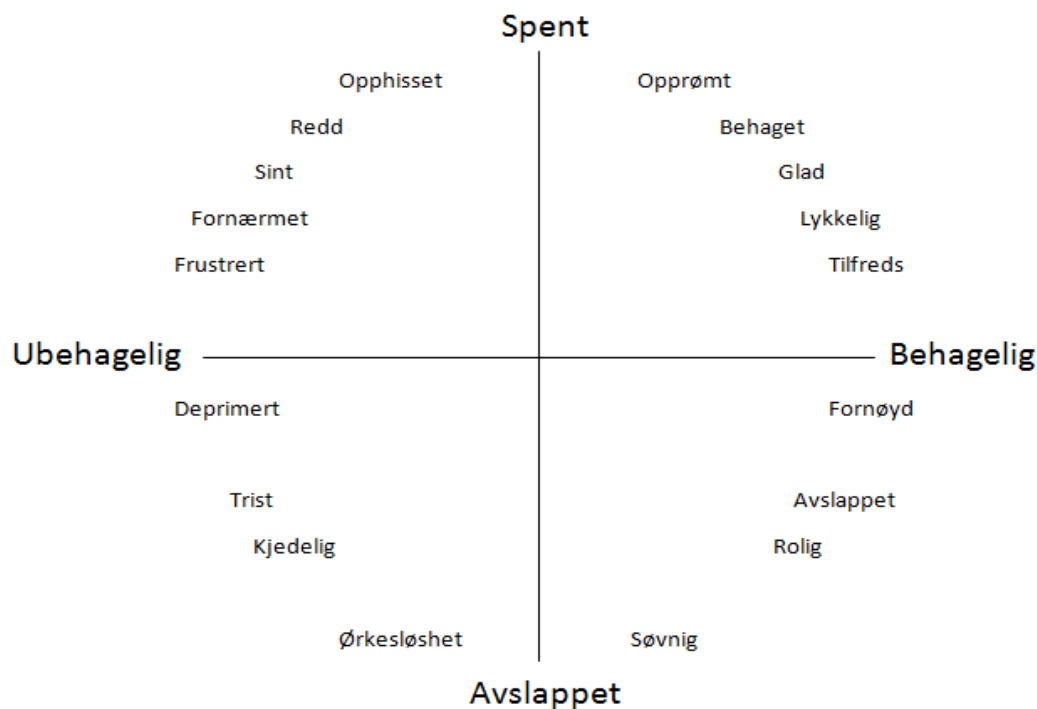 Spent
Opphisset Opprømt
Redd Behaget
Sint Glad
Fornærmet Lykkelig
Frustrert Tilfreds
Ubehagelig Behagelig
Deprimert Fornøyd
Trist Avslappet
Kjedelig Rolig
Ørkesløshet Søvnig
Avslappet